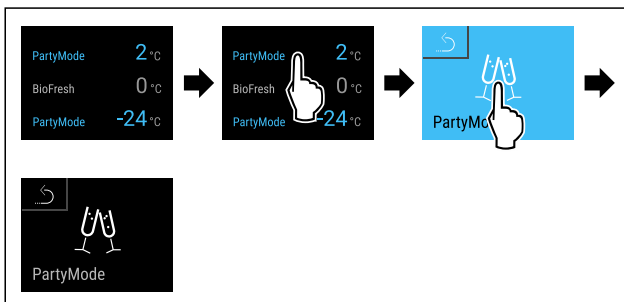 PartyMode 2 °C
BioFresh 0 °C
PartyMode -24 °C
PartyMode 2 °C
BioFresh 0 °C
PartyMode -24 °C
PartyMo
PartyMode